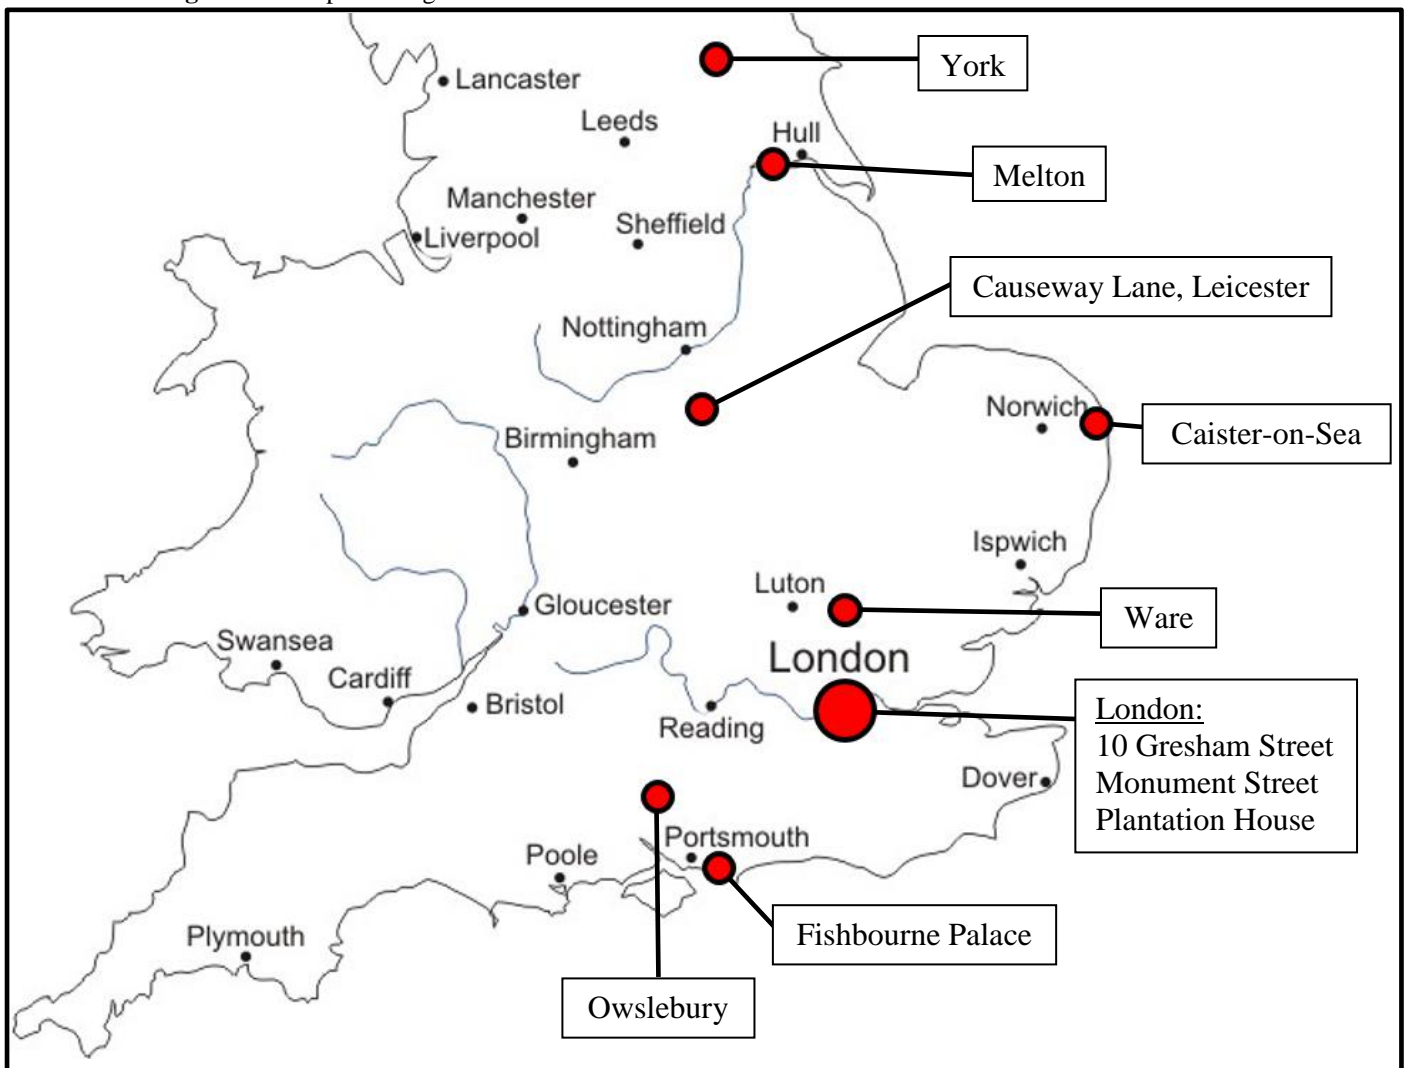 York
Lancaster
Leeds
Hull
Melton
Manchester
Sheffield
Liverpool
Causeway Lane, Leicester
Nottingham
Norwich
Caister-on-Sea
Birmingham
Ispwich
Luton
Gloucester
Ware
Swansea
London
Cardiff
Bristol
Reading
London:
10 Gresham Street
Monument Street
Plantation House
Dover
Portsmouth
Poole
Plymouth
Fishbourne Palace
Owslebury